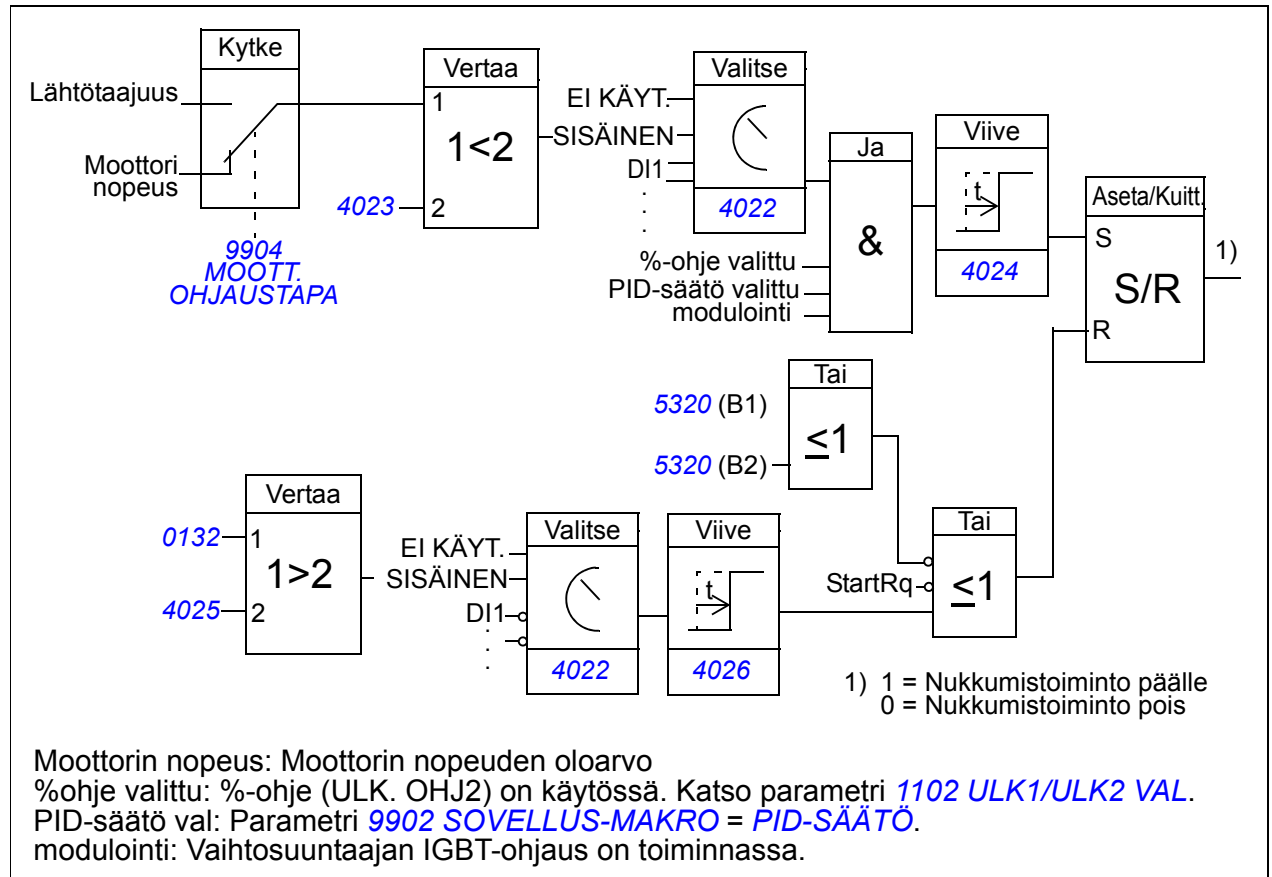 Kytke
Lähtötaajuus
Moottori
nopeus
9904
MOOTT.
OHJAUSTAPA
Vertaa
1
1<2
4023
2
Valitse
EI KÄYT.
SISÄINEN
DI1
.
.
.
4022
Ja
&
%-ohje valittu
PID-säätö valittu
modulointi
Viive
t
4024
Aseta/Kuitt.
S
S/R
R
1)
Tai
5320 (B1)
≤1
5320 (B2)
Vertaa
0132
1
1>2
4025
2
Valitse
EI KÄYT.
SISÄINEN
DI1
.
.
.
4022
Viive
t
4026
Tai
StartRq
≤1
1) 1 = Nukkumistoiminto päälle
0 = Nukkumistoiminto pois
Moottorin nopeus: Moottorin nopeuden oloarvo
%ohje valittu: %-ohje (ULK. OHJ2) on käytössä. Katso parametri 1102 ULK1/ULK2 VAL.
PID-säätö val: Parametri 9902 SOVELLUS-MAKRO = PID-SÄÄTÖ.
modulointi: Vaihtosuuntaajan IGBT-ohjaus on toiminnassa.